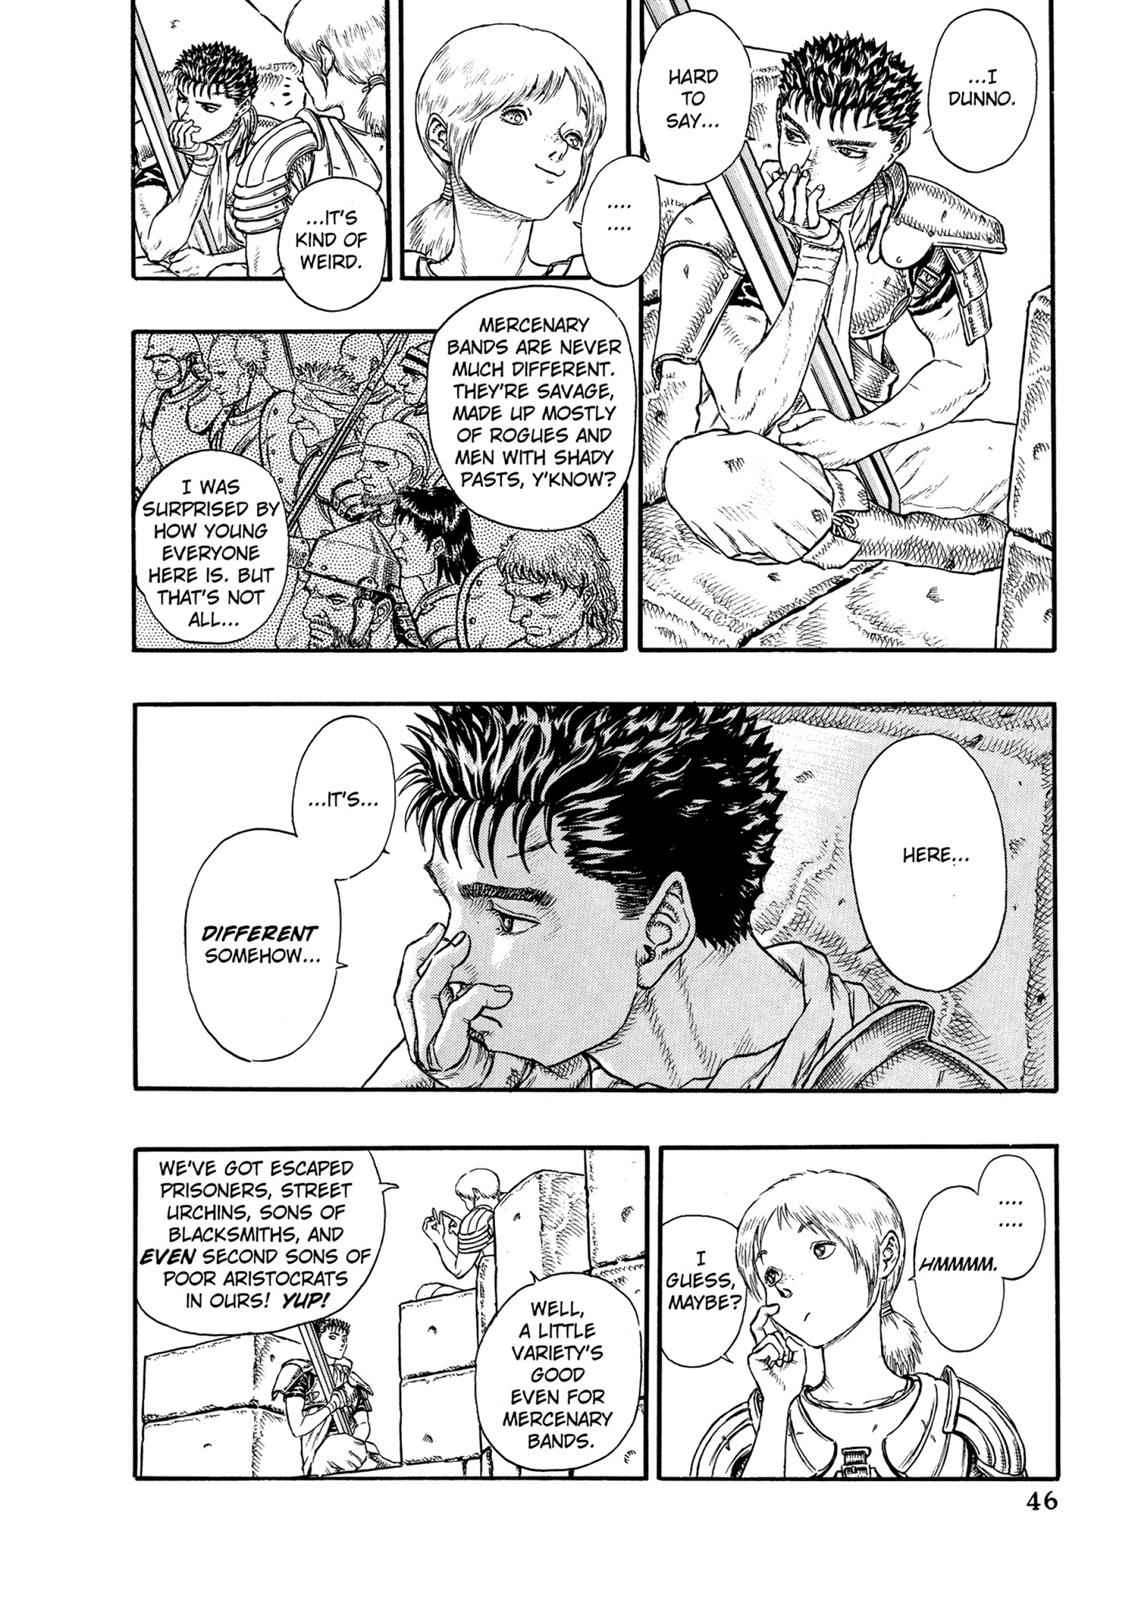 ...I
DUNNO.
HARD
TO
SAY...
....
....
...IT'S
KIND OF
WEIRD.
MERCENARY
BANDS ARE NEVER
MUCH DIFFERENT.
THEY'RE SAVAGE,
MADE UP MOSTLY
OF ROGUES AND
MEN WITH SHADY
PASTS, Y'KNOW?
I WAS
SURPRISED BY
HOW YOUNG
EVERYONE
HERE IS. BUT
THAT'S NOT
ALL...
HERE...
...IT'S...
DIFFERENT
SOMEHOW...
....
....
HMMMM.
I
GUESS,
MAYBE?
WELL,
A LITTLE
VARIETY'S
GOOD
EVEN FOR
MERCENARY
BANDS.
WE'VE GOT ESCAPED
PRISONERS, STREET
URCHINS, SONS OF
BLACKSMITHS, AND
EVEN SECOND SONS OF
POOR ARISTOCRATS
IN OURS! YUP!
46